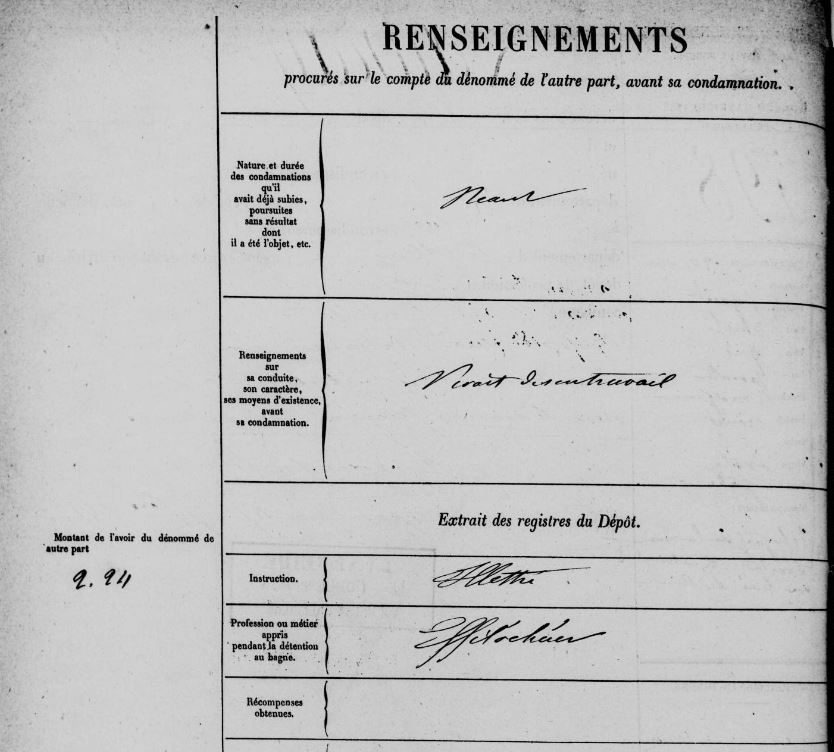 RENSEIGNEMENTS
procurés sur le compte du dénommé de l'autre part, avant sa condamnation.
Nature et durée
des condamnations
qu'il
avait déjà subies,
poursuites
sans résultat
dont
il a été l'objet, etc.
Néant
Renseignements
sur
sa conduite,
son caractère,
ses moyens d'existence,
avant
sa condamnation.
Vivait de son travail
Extrait des registres du Dépôt.
Montant de l'avoir du dénommé de
autre part
2.94
Instruction.
Illettré
Profession ou métier
appris
pendant la détention
au bagne.
Effilocheur
Récompenses
obtenues.